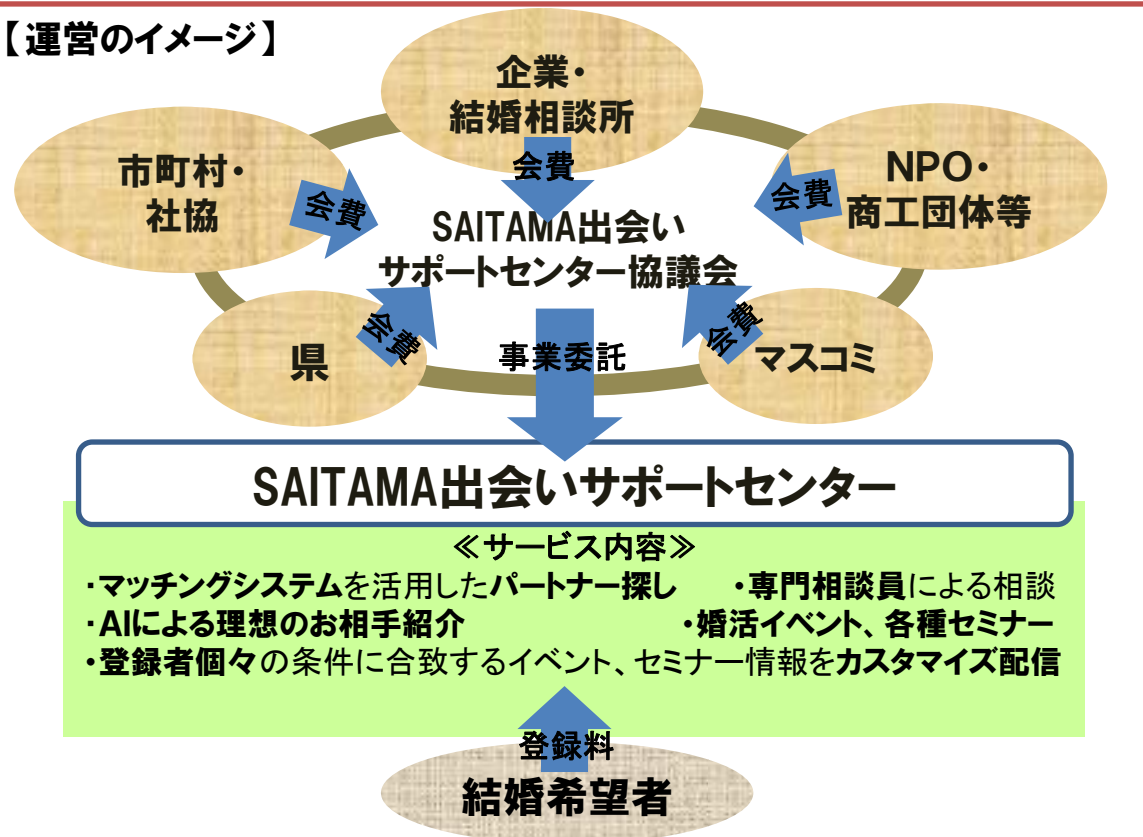 【運営のイメージ】
企業・
結婚相談所
会費
市町村・
社協
会費
NPO・
商工団体等
会費
SAITAMA出会い
サポートセンター協議会
県
会費
事業委託
マスコミ
会費
SAITAMA出会いサポートセンター
≪サービス内容≫
・マッチングシステムを活用したパートナー探し ・専門相談員による相談
・AIによる理想のお相手紹介 ・婚活イベント、各種セミナー
・登録者個々の条件に合致するイベント、セミナー情報をカスタマイズ配信
登録料
結婚希望者